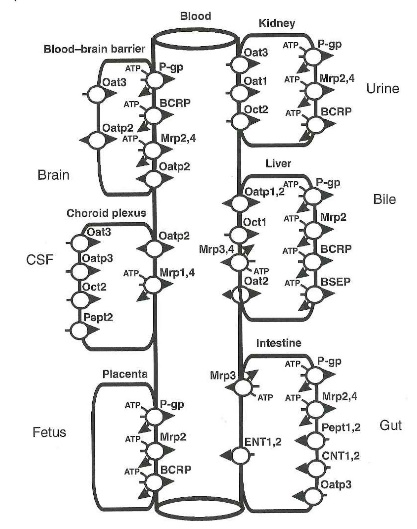 Blood
Blood–brain barrier
ATP
P-gp
Oat3
ATP
BCRP
Oatp2
ATP
Mrp2,4
Oatp2
Brain
Choroid plexus
Oat3
Oatp2
CSF
Oatp3
ATP
Mrp1,4
Oct2
Pept2
Placenta
ATP
P-gp
Fetus
ATP
Mrp2
ATP
BCRP
Kidney
Oat3
ATP
P-gp
Urine
Oat1
ATP
Mrp2,4
Oct2
ATP
BCRP
Liver
Oatp1,2
ATP
P-gp
Bile
Oct1
ATP
Mrp2
Mrp3,4
ATP
ATP
BCRP
Oat2
ATP
BSEP
Intestine
Mrp3
ATP
ATP
P-gp
ATP
Mrp2,4
Gut
Pept1,2
ENT1,2
CNT1,2
Oatp3